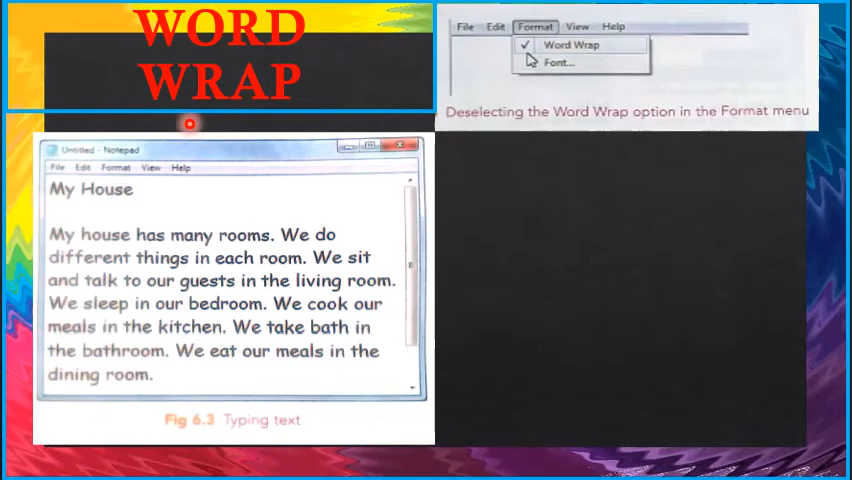 WORD
WRAP
File Edit Format View Help
Word Wrap
Font...
Deselecting the Word Wrap option in the Format menu
Untitled - Notepad
File Edit Format View Help
My House
My house has many rooms. We do
different things in each room. We sit
and talk to our guests in the living room.
We sleep in our bedroom. We cook our
meals in the kitchen. We take bath in
the bathroom. We eat our meals in the
dining room.
Fig 6.3 Typing text